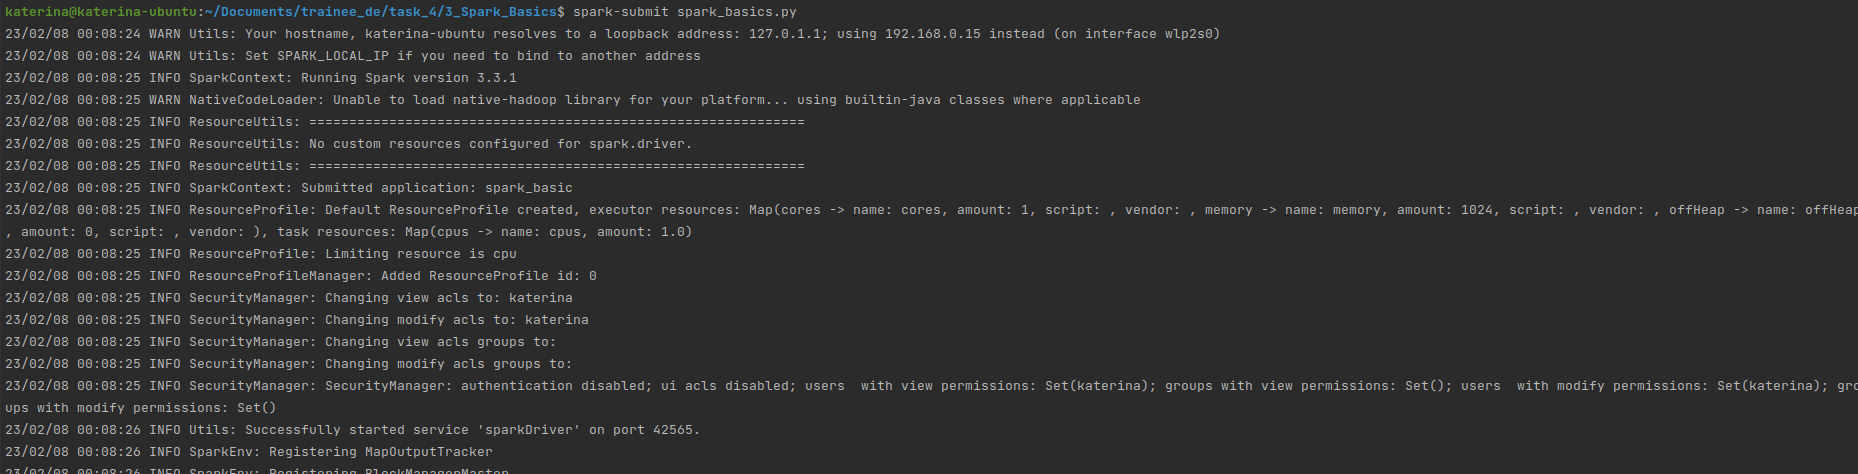 katerina@katerina-ubuntu:~/Documents/trainee_de/task_4/3_Spark_Basics$ spark-submit spark_basics.py
23/02/08 00:08:24 WARN Utils: Your hostname, katerina-ubuntu resolves to a loopback address: 127.0.1.1; using 192.168.0.15 instead (on interface wlp2s0)
23/02/08 00:08:24 WARN Utils: Set SPARK_LOCAL_IP if you need to bind to another address
23/02/08 00:08:25 INFO SparkContext: Running Spark version 3.3.1
23/02/08 00:08:25 WARN NativeCodeLoader: Unable to load native-hadoop library for your platform... using builtin-java classes where applicable
23/02/08 00:08:25 INFO ResourceUtils: ==============================================================
23/02/08 00:08:25 INFO ResourceUtils: No custom resources configured for spark.driver.
23/02/08 00:08:25 INFO ResourceUtils: ==============================================================
23/02/08 00:08:25 INFO SparkContext: Submitted application: spark_basic
23/02/08 00:08:25 INFO ResourceProfile: Default ResourceProfile created, executor resources: Map(cores -> name: cores, amount: 1, script: , vendor: , memory -> name: memory, amount: 1024, script: , vendor: , offHeap -> name: offHeap
, amount: 0, script: , vendor: ), task resources: Map(cpus -> name: cpus, amount: 1.0)
23/02/08 00:08:25 INFO ResourceProfile: Limiting resource is cpu
23/02/08 00:08:25 INFO ResourceProfileManager: Added ResourceProfile id: 0
23/02/08 00:08:25 INFO SecurityManager: Changing view acls to: katerina
23/02/08 00:08:25 INFO SecurityManager: Changing modify acls to: katerina
23/02/08 00:08:25 INFO SecurityManager: Changing view acls groups to:
23/02/08 00:08:25 INFO SecurityManager: Changing modify acls groups to:
23/02/08 00:08:25 INFO SecurityManager: SecurityManager: authentication disabled; ui acls disabled; users  with view permissions: Set(katerina); groups with view permissions: Set(); users  with modify permissions: Set(katerina); gro
ups with modify permissions: Set()
23/02/08 00:08:26 INFO Utils: Successfully started service 'sparkDriver' on port 42565.
23/02/08 00:08:26 INFO SparkEnv: Registering MapOutputTracker
23/02/08 00:08:26 INFO SparkEnv: Registering BlockManagerMaster